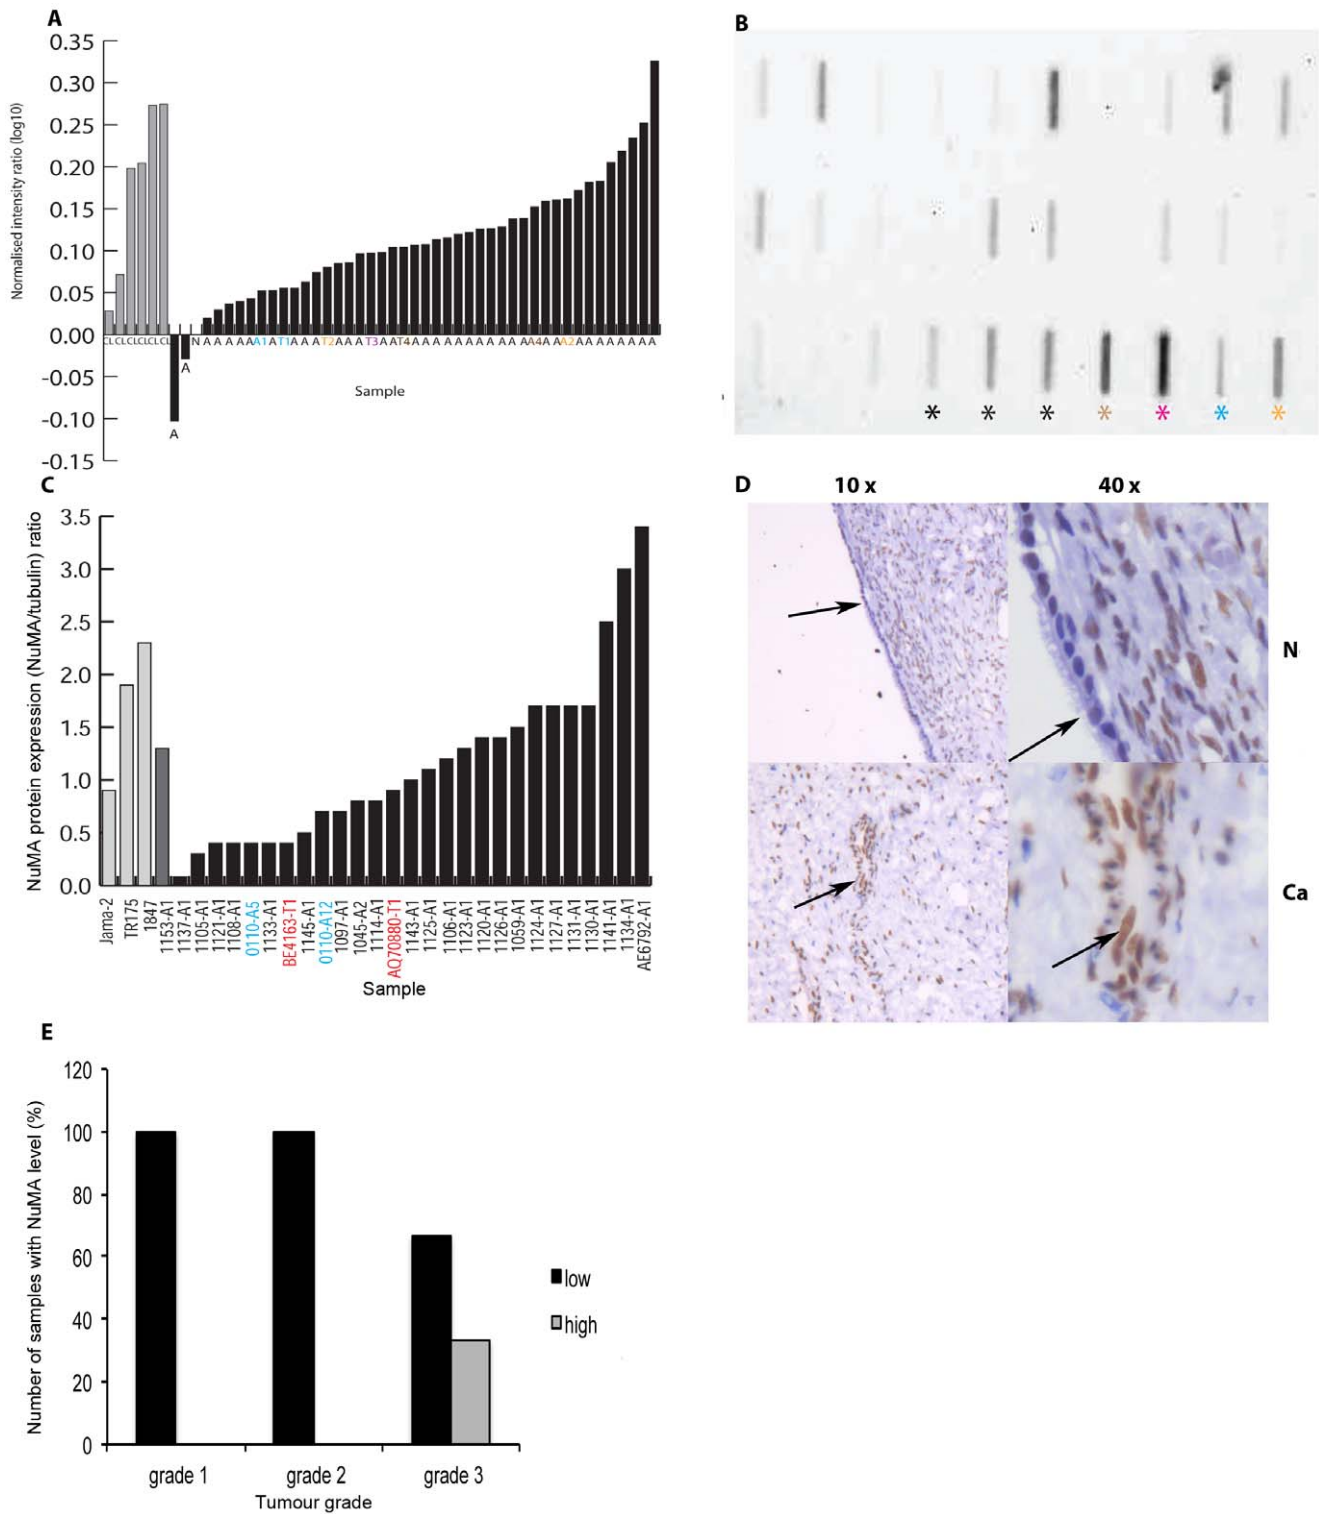 A
Normalised intensity ratio (log10)
0.35
0.30
0.25
0.20
0.15
0.10
0.05
0.00
-0.05
-0.10
-0.15
CL CL CL CL CL CL
A
A
N A A A A A A1 A T1 A A A T2 A A A T3 A A T4 A A A A A A A A A A A A4 A A A2 A A A A A A A A
Sample
B
* * * * * * *
C
NuMA protein expression (NuMA/tubulin) ratio
3.5
3.0
2.5
2.0
1.5
1.0
0.5
0.0
Jama-2
TR175
1847
1153-A1
1137-A1
1105-A1
1121-A1
1108-A1
0110-A5
1133-A-2
BE4163-T1
1145-A1
0110-A12
1097-A1
1045-A2
1114-A1
AQ70880-T1
1143-A1
1125-A1
1106-A1
1123-A1
1120-A1
1126-A1
1059-A1
1124-A1
1127-A1
1131-A1
1130-A1
1141-A1
1134-A1
AE6792-A1
Sample
D
10 x
40 x
N
Ca
E
Number of samples with NuMA level (%)
120
100
80
60
40
20
0
grade 1
grade 2
grade 3
Tumour grade
low
high